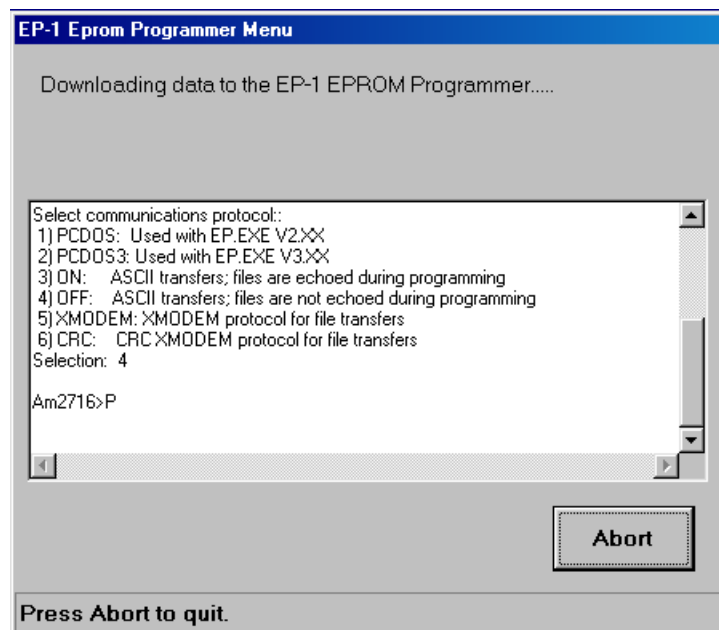 EP-1 Eprom Programmer Menu
Downloading data to the EP-1 EPROM Programmer.....
Select communications protocol::
1) PCDOS: Used with EP.EXE V2.XX
2) PCDOS3: Used with EP.EXE V3.XX
3) ON: ASCII transfers; files are echoed during programming
4) OFF: ASCII transfers; files are not echoed during programming
5) XMODEM: XMODEM protocol for file transfers
6) CRC: CRC XMODEM protocol for file transfers
Selection: 4
Am2716>P
Abort
Press Abort to quit.